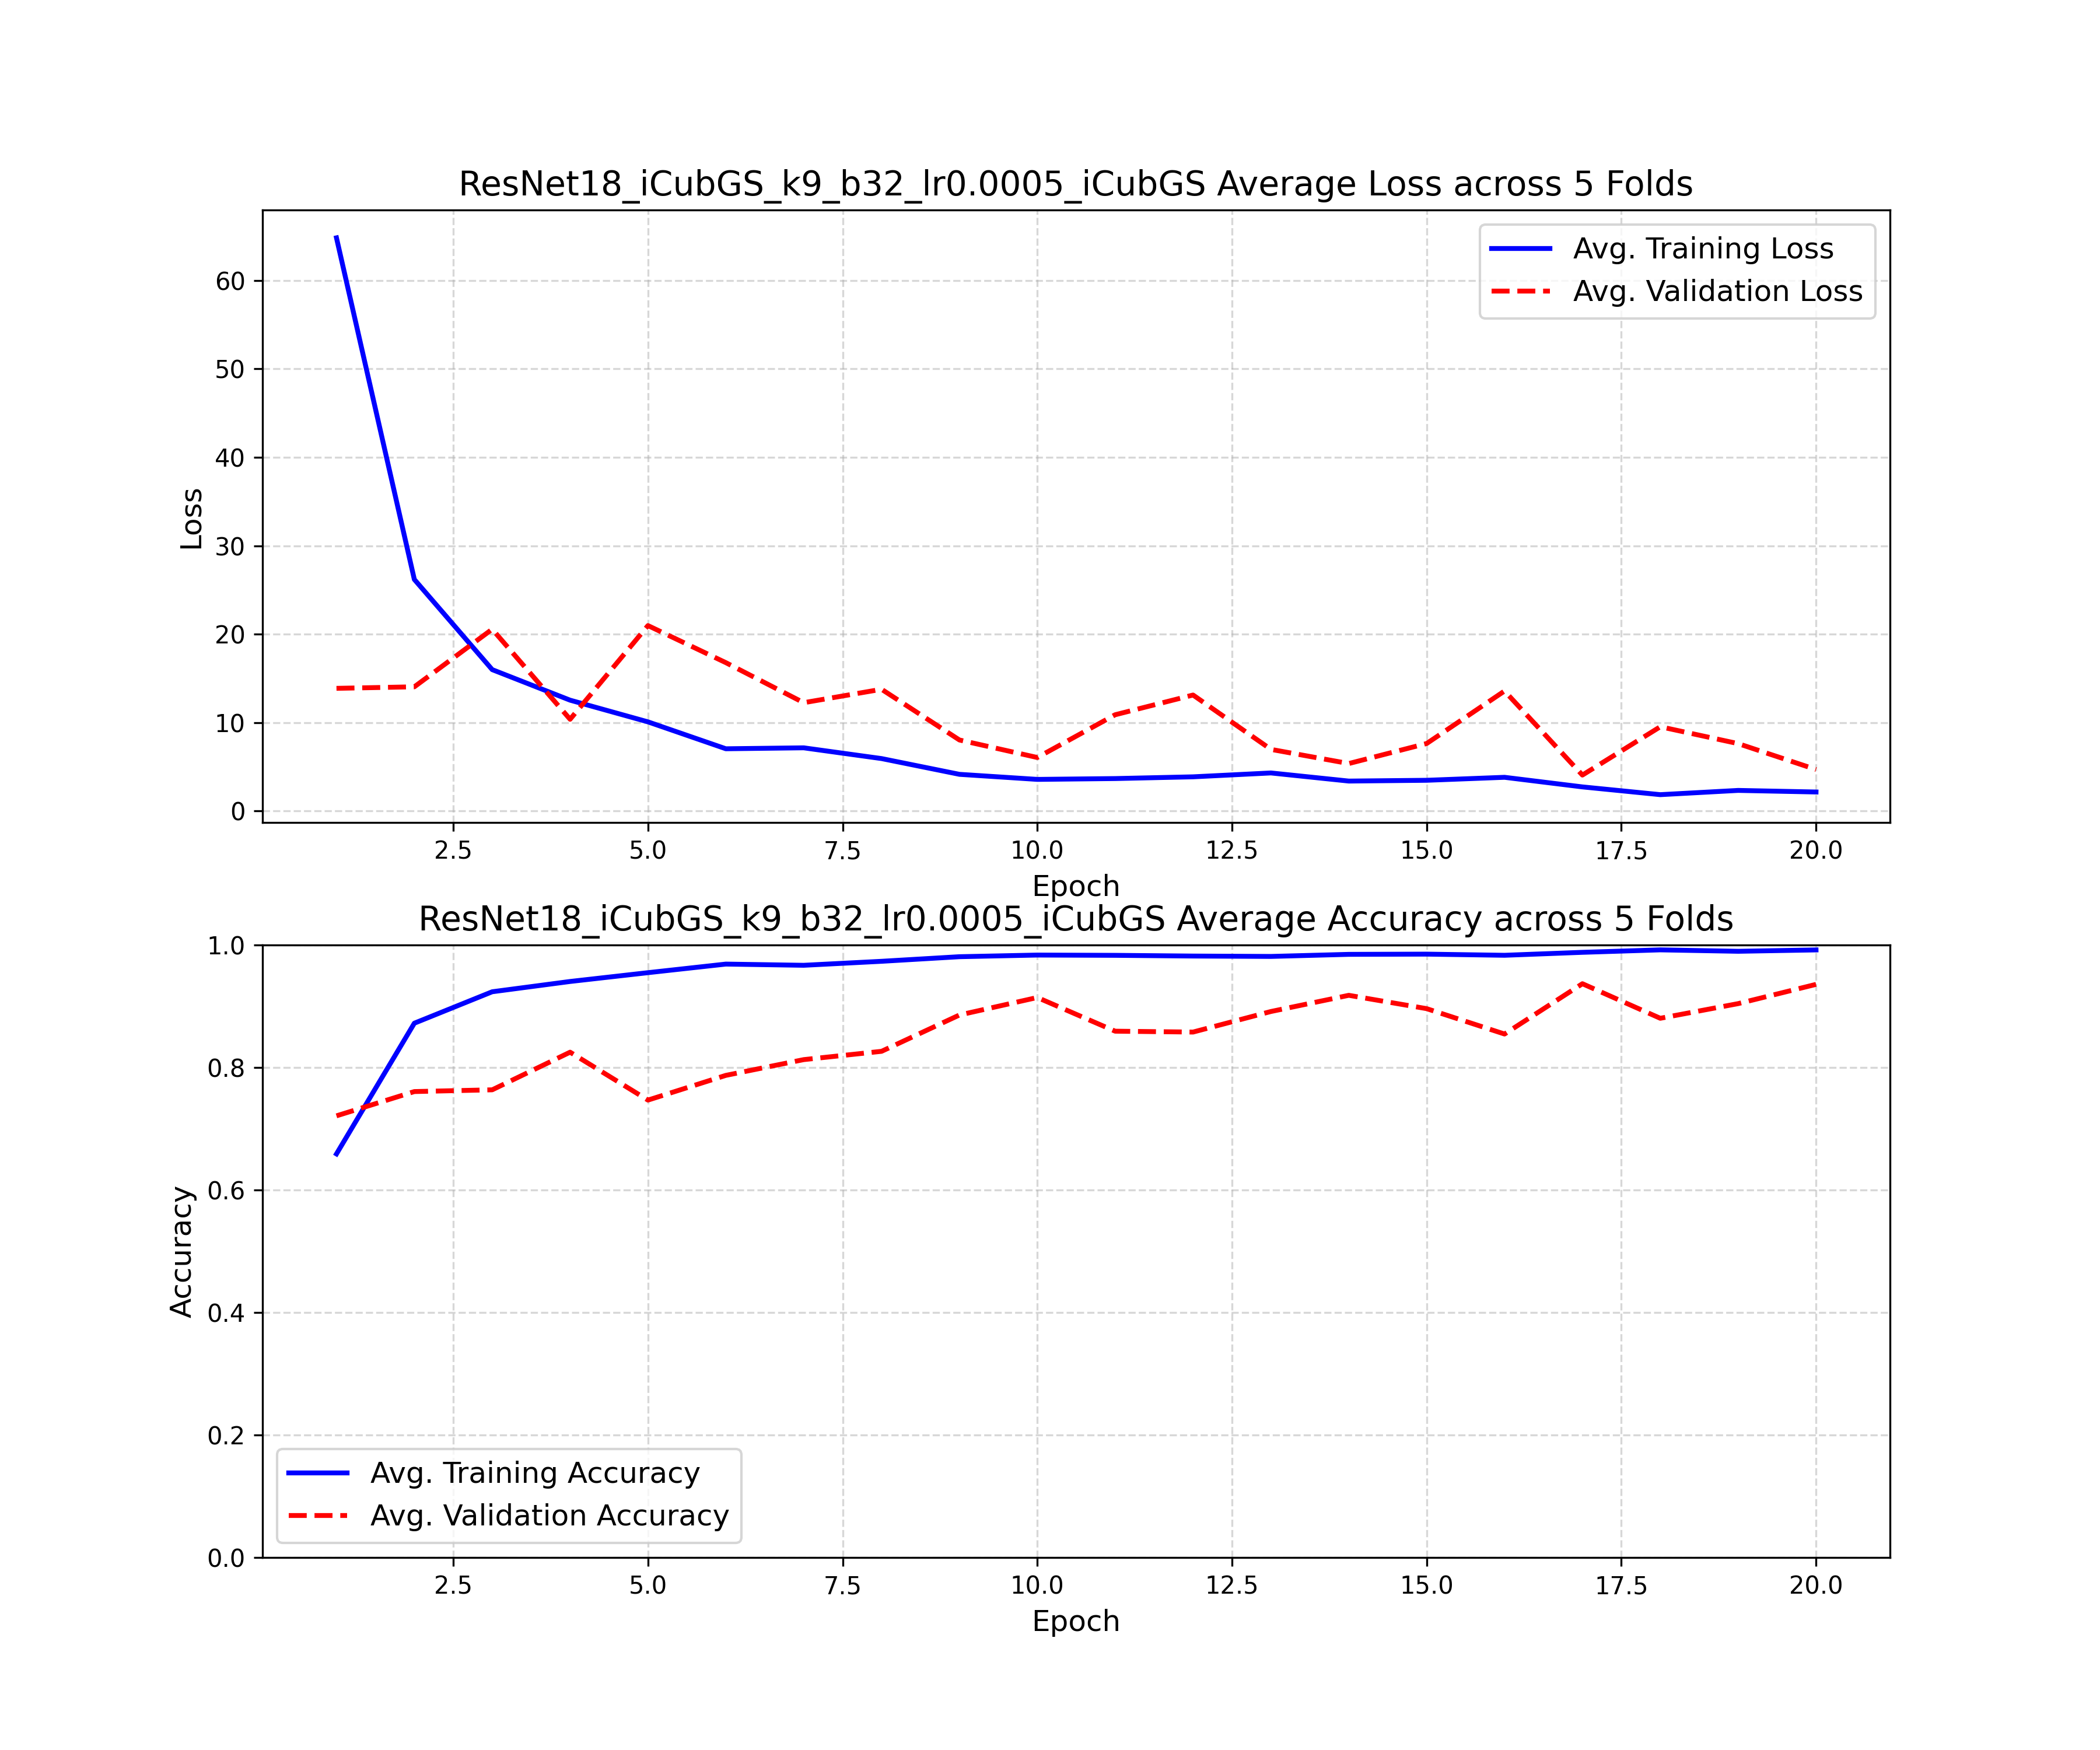 ResNet18_iCubGS_k9_b32_lr0.0005_iCubGS Average Loss across 5 Folds
Avg. Training Loss
Avg. Validation Loss
60
50
40
30
20
10
0
Loss
2.5 5.0 7.5 10.0 12.5 15.0 17.5 20.0
Epoch
ResNet18_iCubGS_k9_b32_lr0.0005_iCubGS Average Accuracy across 5 Folds
1.0
0.8
0.6
0.4
0.2
0.0
Accuracy
Avg. Training Accuracy
Avg. Validation Accuracy
2.5 5.0 7.5 10.0 12.5 15.0 17.5 20.0
Epoch